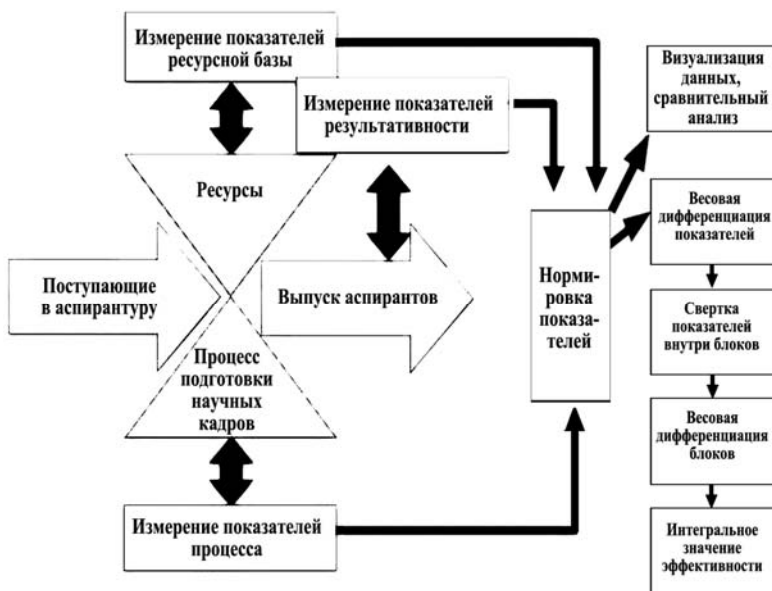 Измерение показателей
ресурсной базы
Измерение показателей
результативности
Визуализация
данных,
сравнительный
анализ
Ресурсы
Весовая
дифференциация
показателей
Поступающие
в аспирантуру
Выпуск аспирантов
Норми-
ровка
показа-
телей
Свертка
показателей
внутри блоков
Процесс
подготовки
научных
кадров
Весовая
дифференциация
блоков
Измерение показателей
процесса
Интегральное
значение
эффективности